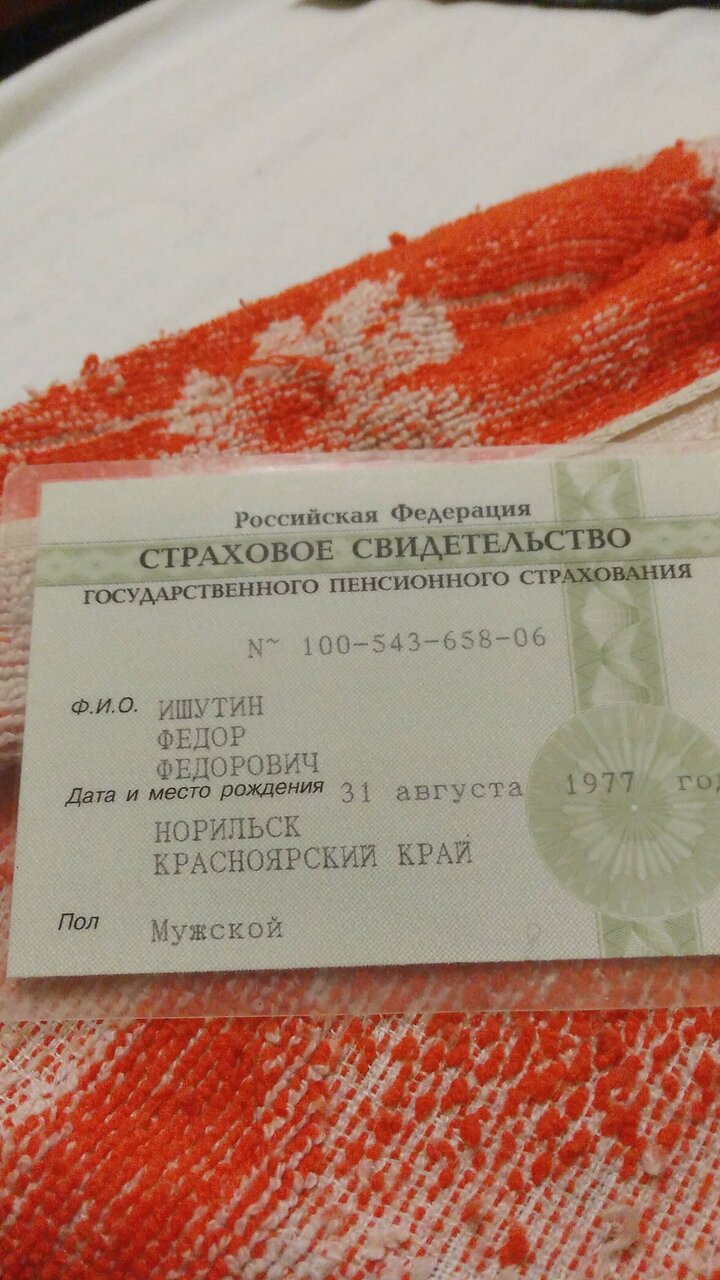 Российская Федерация
СТРАХОВОЕ СВИДЕТЕЛЬСТВО
ГОСУДАРСТВЕННОГО ПЕНСИОННОГО СТРАХОВАНИЯ
N~ 100-543-658-06
Ф.И.О. ИШУТИН
ФЕДОР
ФЕДОРОВИЧ
Дата и место рождения 31 августа 1977 год
НОРИЛЬСК
КРАСНОЯРСКИЙ КРАЙ
Пол Мужской